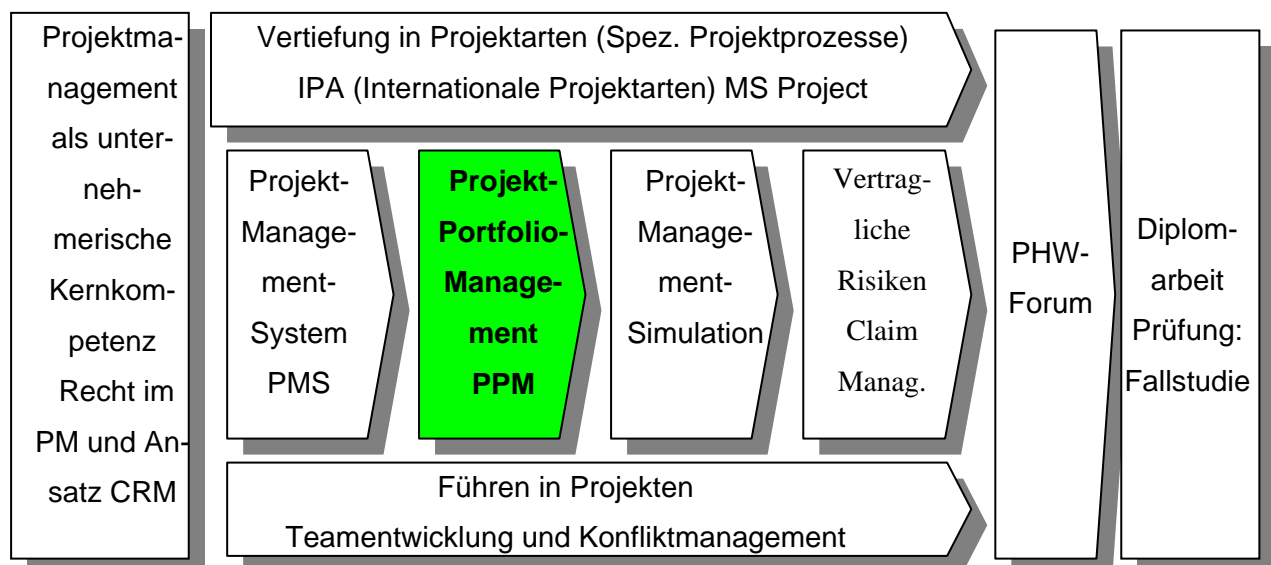 Projektma-
nagement
als unter-
neh-
merische
Kernkom-
petenz
Recht im
PM und An-
satz CRM
Vertiefung in Projektarten (Spez. Projektprozesse)
IPA (Internationale Projektarten) MS Project
Projekt-
Manage-
ment-
System
PMS
Projekt-
Portfolio-
Manage-
ment
PPM
Projekt-
Manage-
ment-
Simulation
Vertrag-
liche
Risiken
Claim
Manag.
Führen in Projekten
Teamentwicklung und Konfliktmanagement
PHW-
Forum
Diplom-
arbeit
Prüfung:
Fallstudie